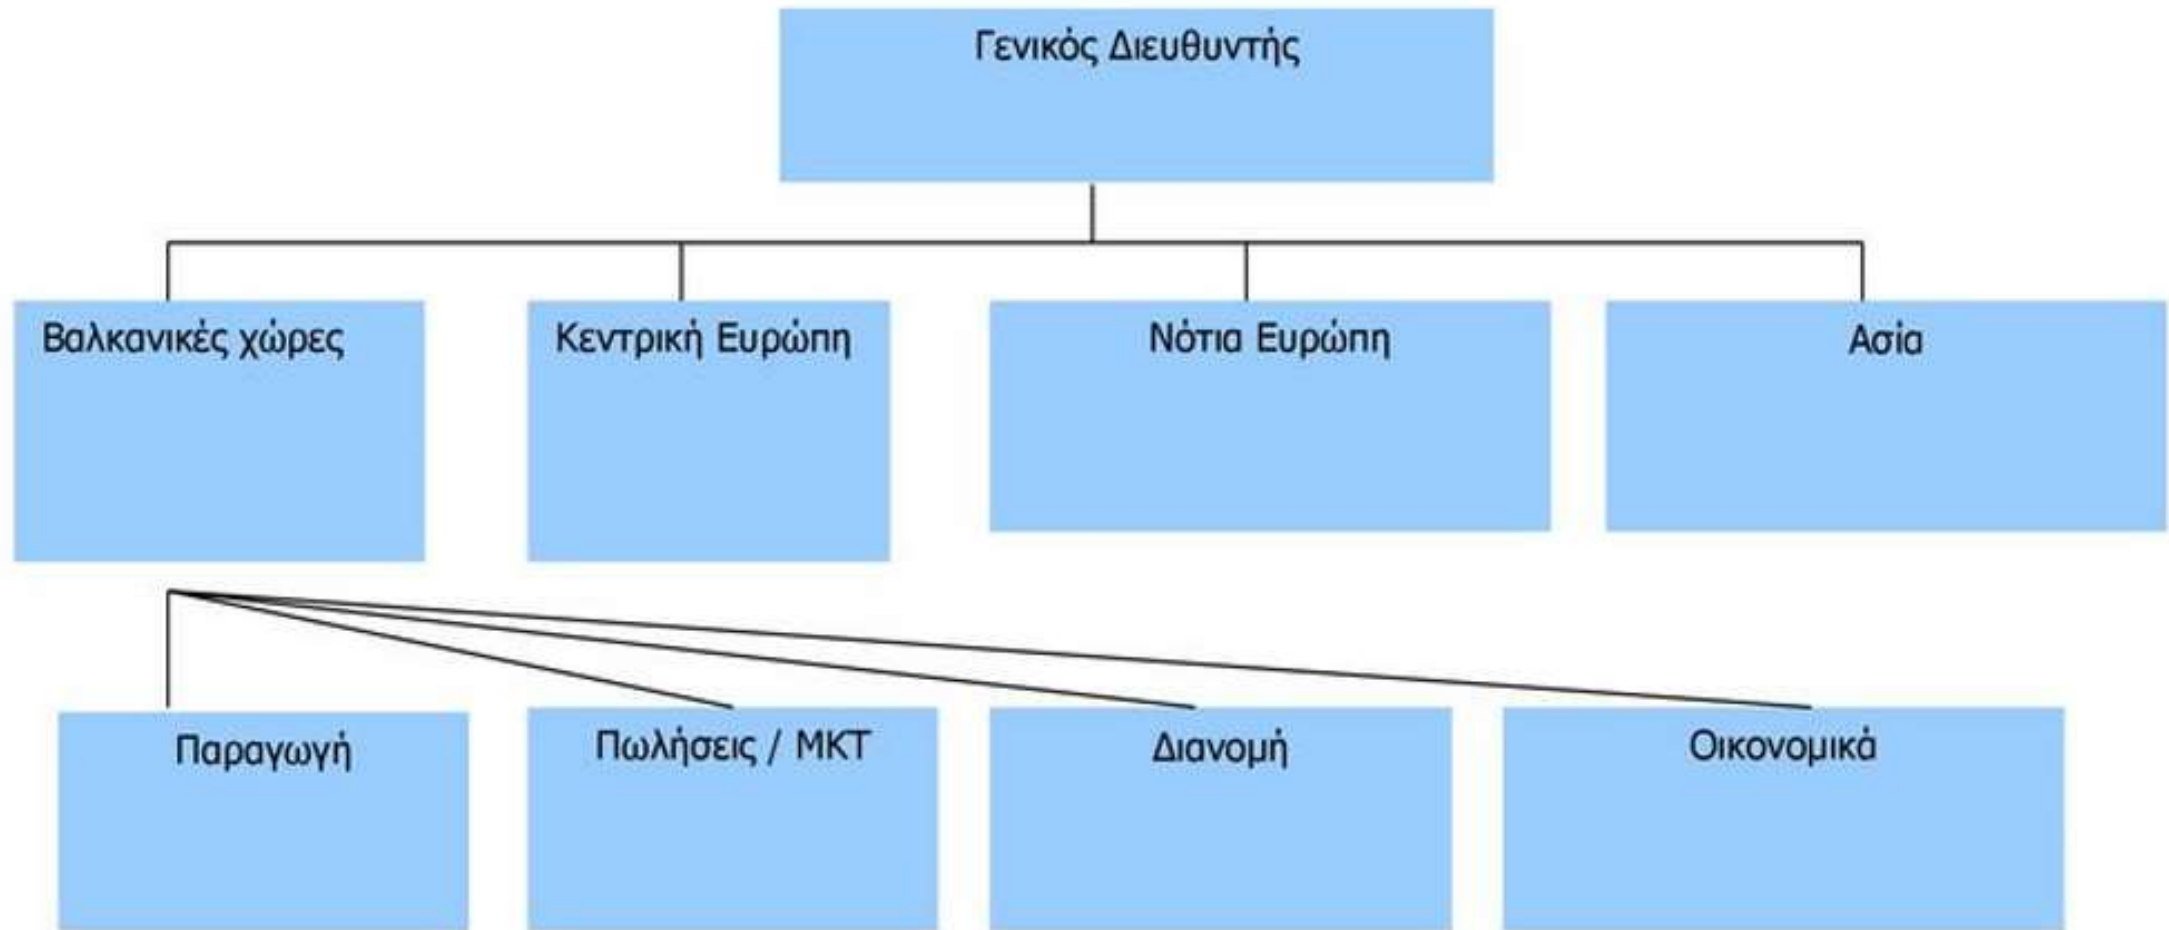 Γενικός Διευθυντής
Βαλκανικές χώρες
Κεντρική Ευρώπη
Νότια Ευρώπη
Ασία
Παραγωγή
Πωλήσεις / ΜΚΤ
Διανομή
Οικονομικά